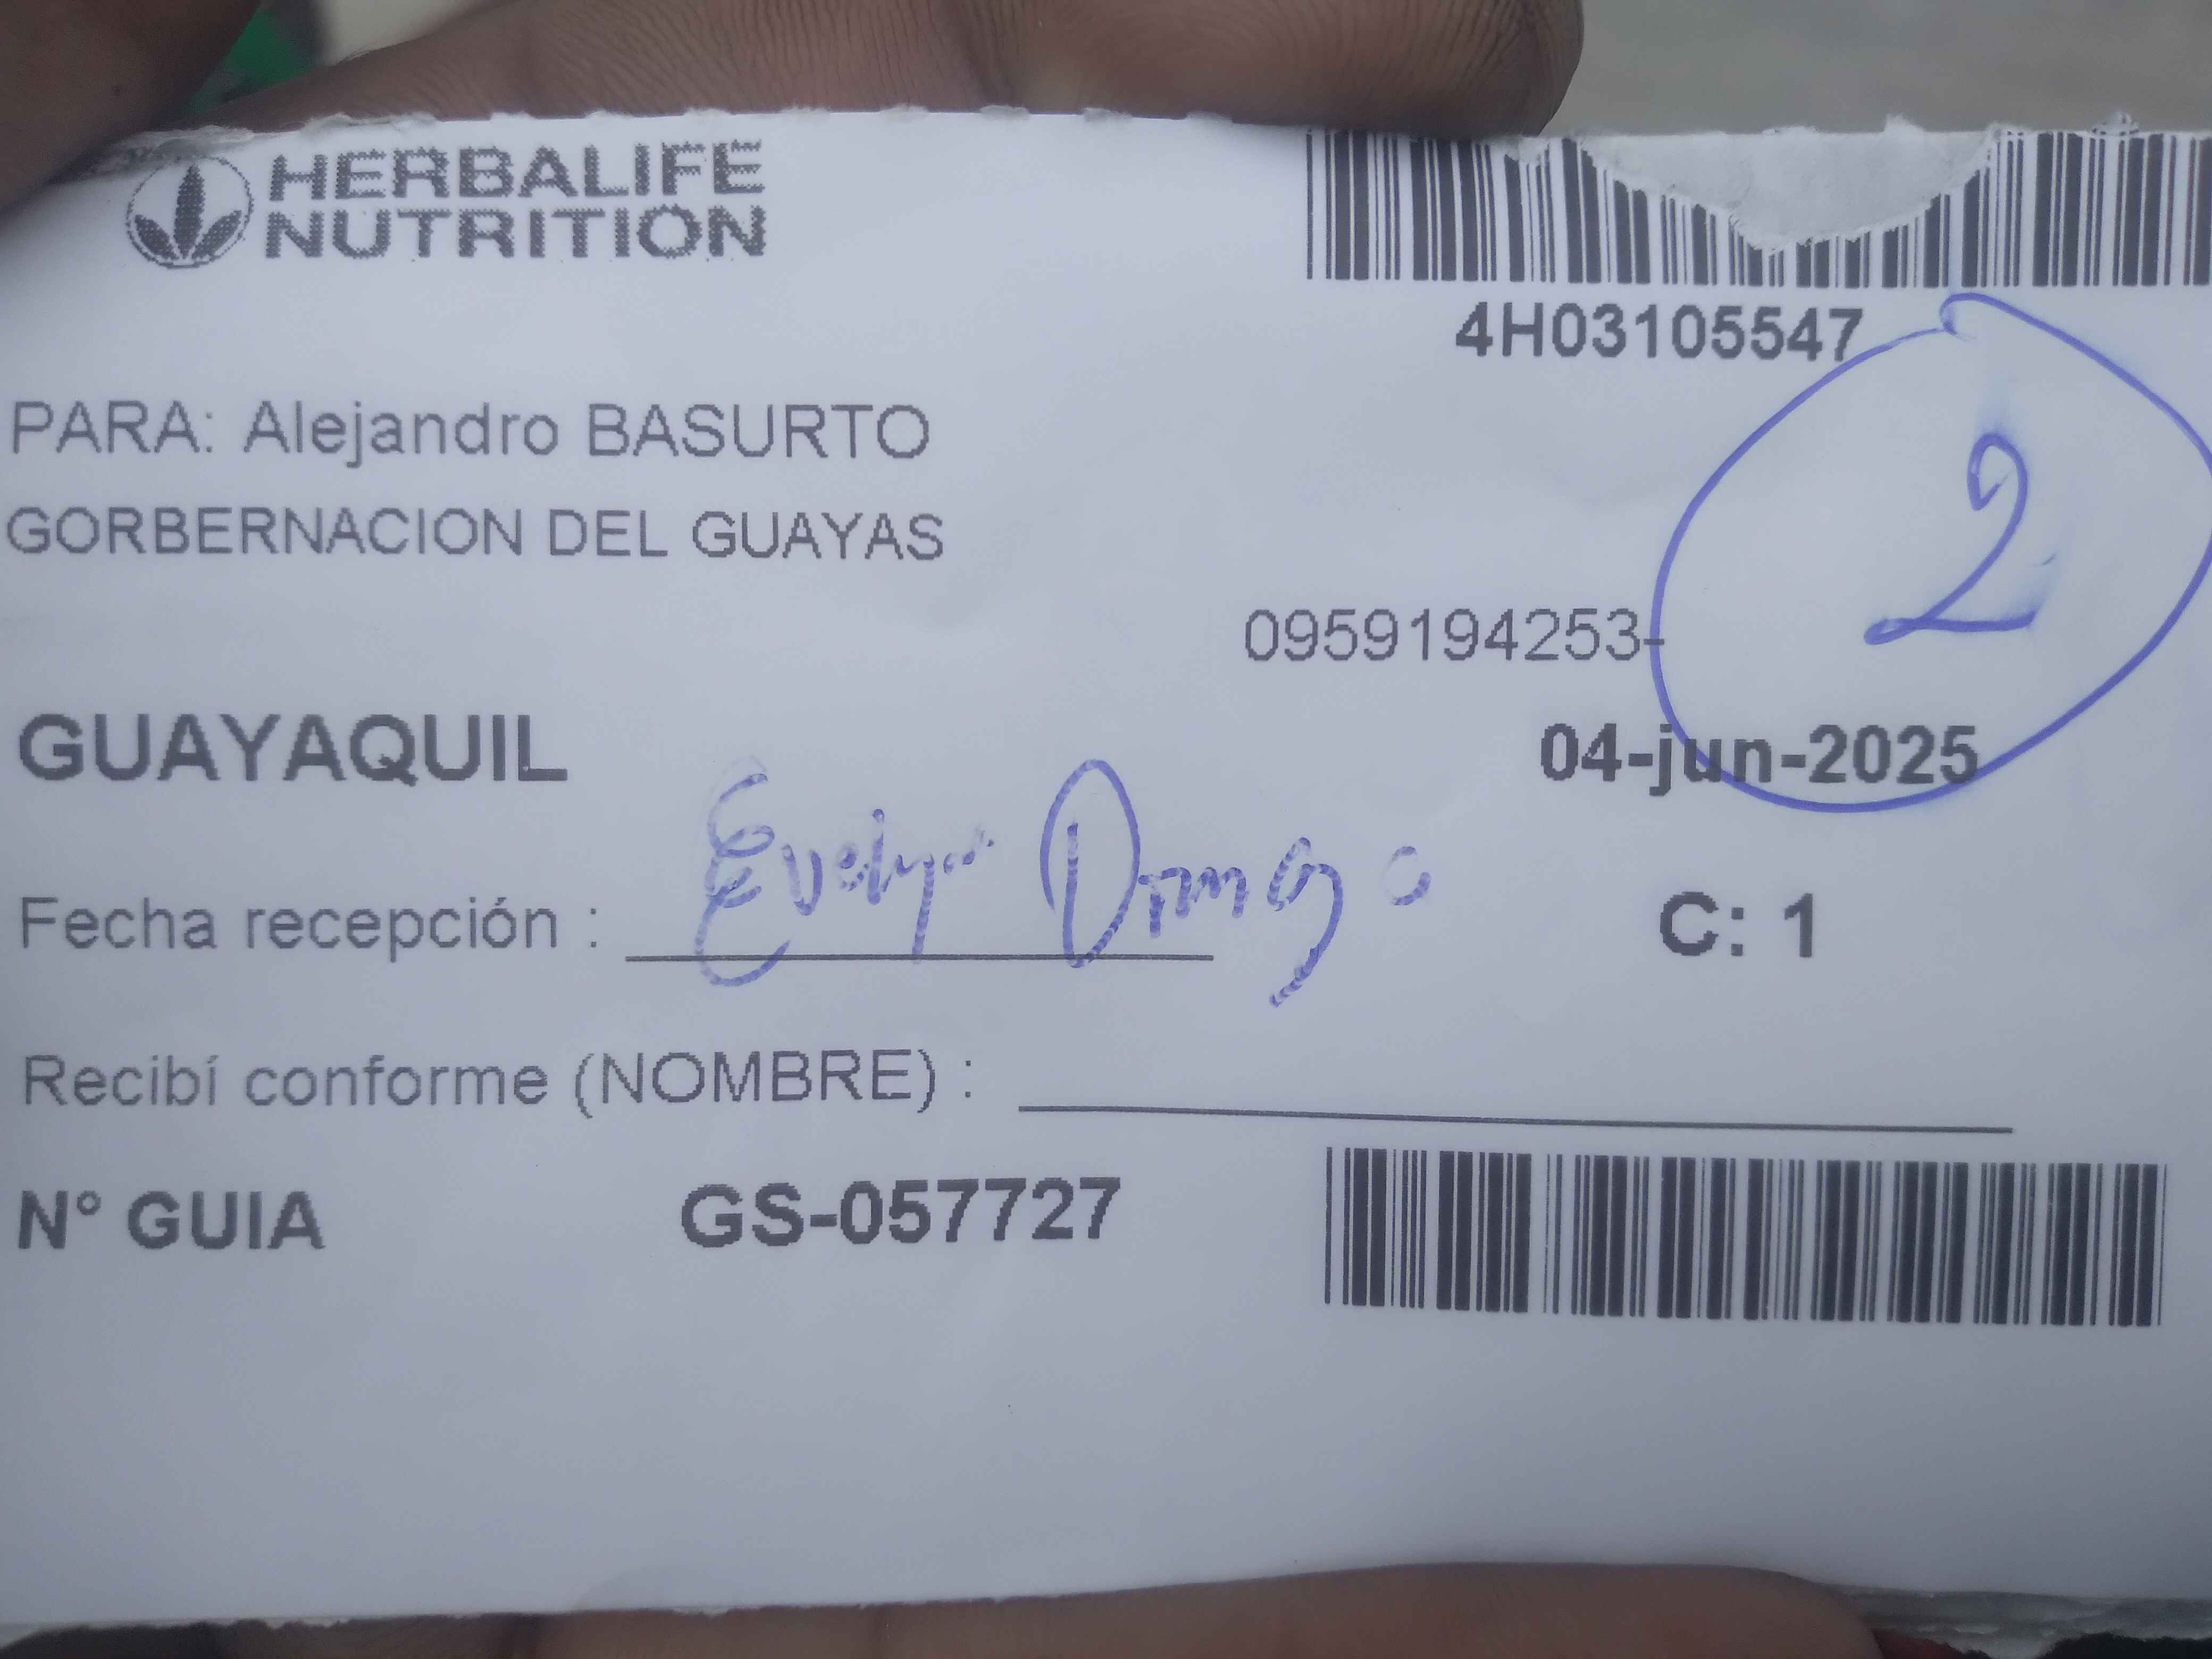 HERBALIFE
NUTRITION
4H03105547
PARA: Alejandro BASURTO
2
GORBERNACION DEL GUAYAS
0959194253-
GUAYAQUIL
04-jun-2025
Fecha recepción : Evelyn
C: 1
Recibí conforme (NOMBRE) :
N° GUIA GS-057727